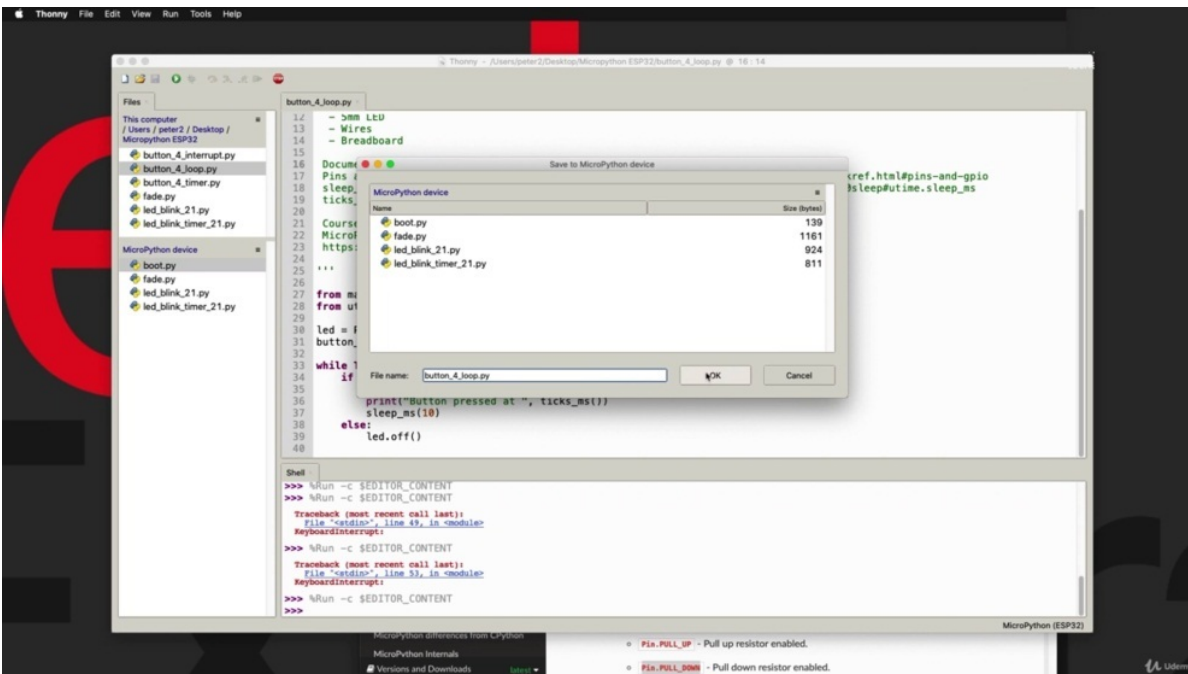 Thonny File Edit View Run Tools Help
Thonny - /Users/peter2/Desktop/Micropython ESP32/button_4_loop.py @ 16 : 14
Files
This computer
/ Users / peter2 / Desktop /
Micropython ESP32
button_4_interrupt.py
button_4_loop.py
button_4_timer.py
fade.py
led_blink_21.py
led_blink_timer_21.py
MicroPython device
boot.py
fade.py
led_blink_21.py
led_blink_timer_21.py
button_4_loop.py
12 - 5mm LED
13 - Wires
14 - Breadboard
15
16 Docume
17 Pins ref.html#pins-and-gpio
18 sleep_ sleep#utime.sleep_ms
19 ticks_
20
21 Course
22 MicroP
23 https:
24
25 '''
26
27 from ma
28 from ut
29
30 led = P
31 button_
32
33 while T
34 if
35
36 print("Button pressed at ", ticks_ms())
37 sleep_ms(10)
38 else:
39 led.off()
40
Save to MicroPython device
MicroPython device
Name Size (bytes)
boot.py 139
fade.py 1161
led_blink_21.py 924
led_blink_timer_21.py 811
File name: button_4_loop.py OK Cancel
Shell
>>> %Run -c $EDITOR_CONTENT
>>> %Run -c $EDITOR_CONTENT
Traceback (most recent call last):
File "<stdin>", line 49, in <module>
KeyboardInterrupt:
>>> %Run -c $EDITOR_CONTENT
Traceback (most recent call last):
File "<stdin>", line 53, in <module>
KeyboardInterrupt:
>>> %Run -c $EDITOR_CONTENT
>>>
MicroPython (ESP32)
MicroPython differences from CPython
MicroPython Internals
Versions and Downloads latest
Pin.PULL_UP - Pull up resistor enabled.
Pin.PULL_DOWN - Pull down resistor enabled.
Udem